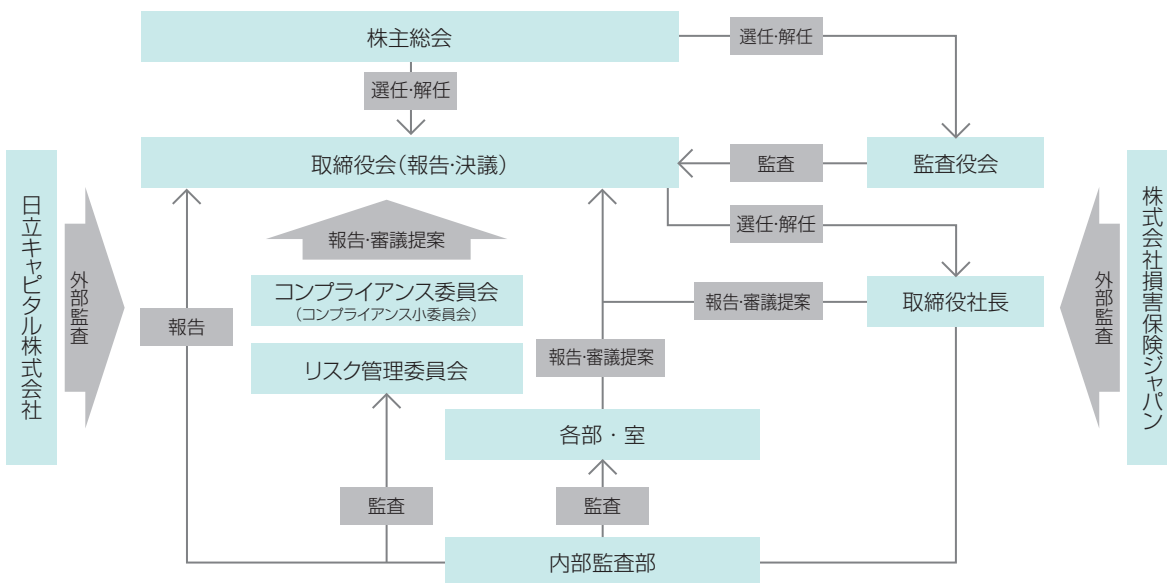 株主総会
選任・解任
選任・解任
取締役会（報告・決議）
監査
監査役会
日立キャピタル株式会社
外部監査
報告・審議提案
選任・解任
株式会社損害保険ジャパン
外部監査
コンプライアンス委員会
（コンプライアンス小委員会）
報告・審議提案
取締役社長
報告
報告・審議提案
リスク管理委員会
各部・室
監査
監査
内部監査部